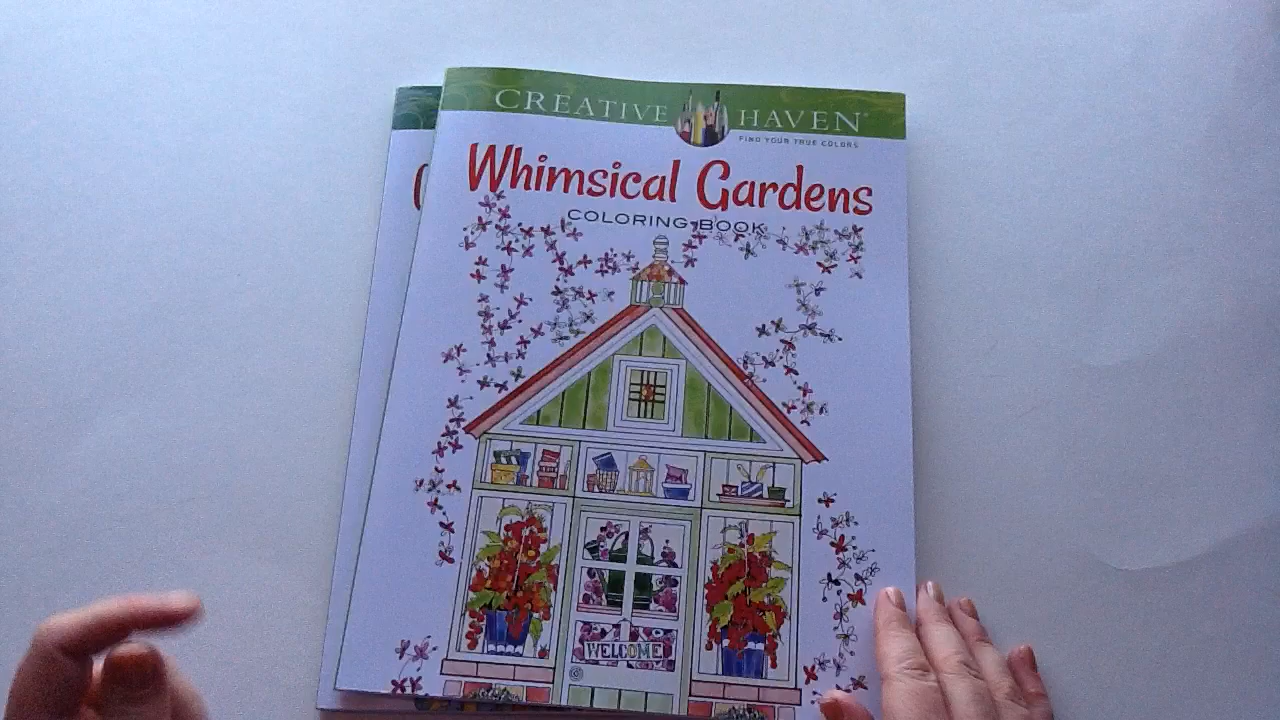 CREATIVE HAVEN®
FIND YOUR TRUE COLORS
Whimsical Gardens
COLORING BOOK
WELCOME